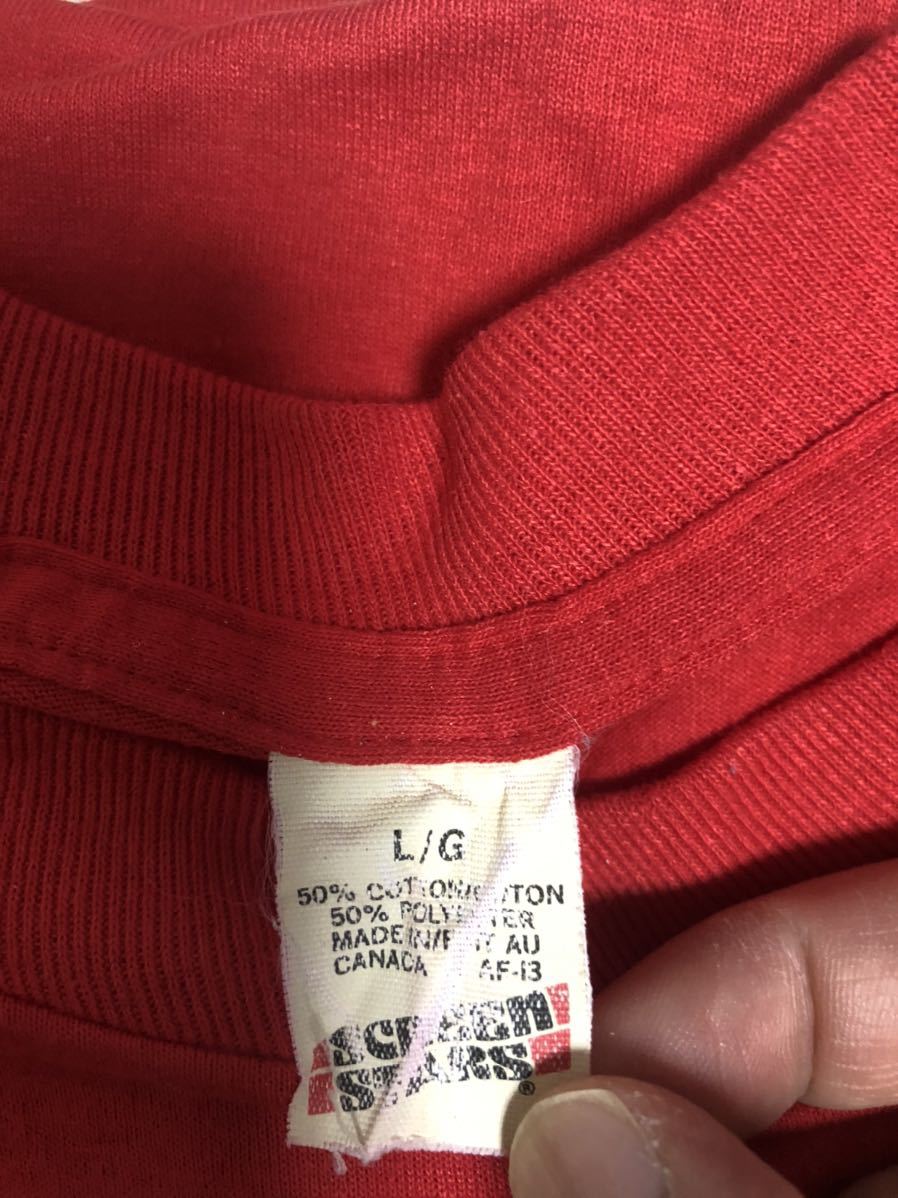 L/G
50% COTTON/COTON
50% POLYESTER
MADE IN/FAIT AU
CANADA AF-13
SCREEN
STARS®